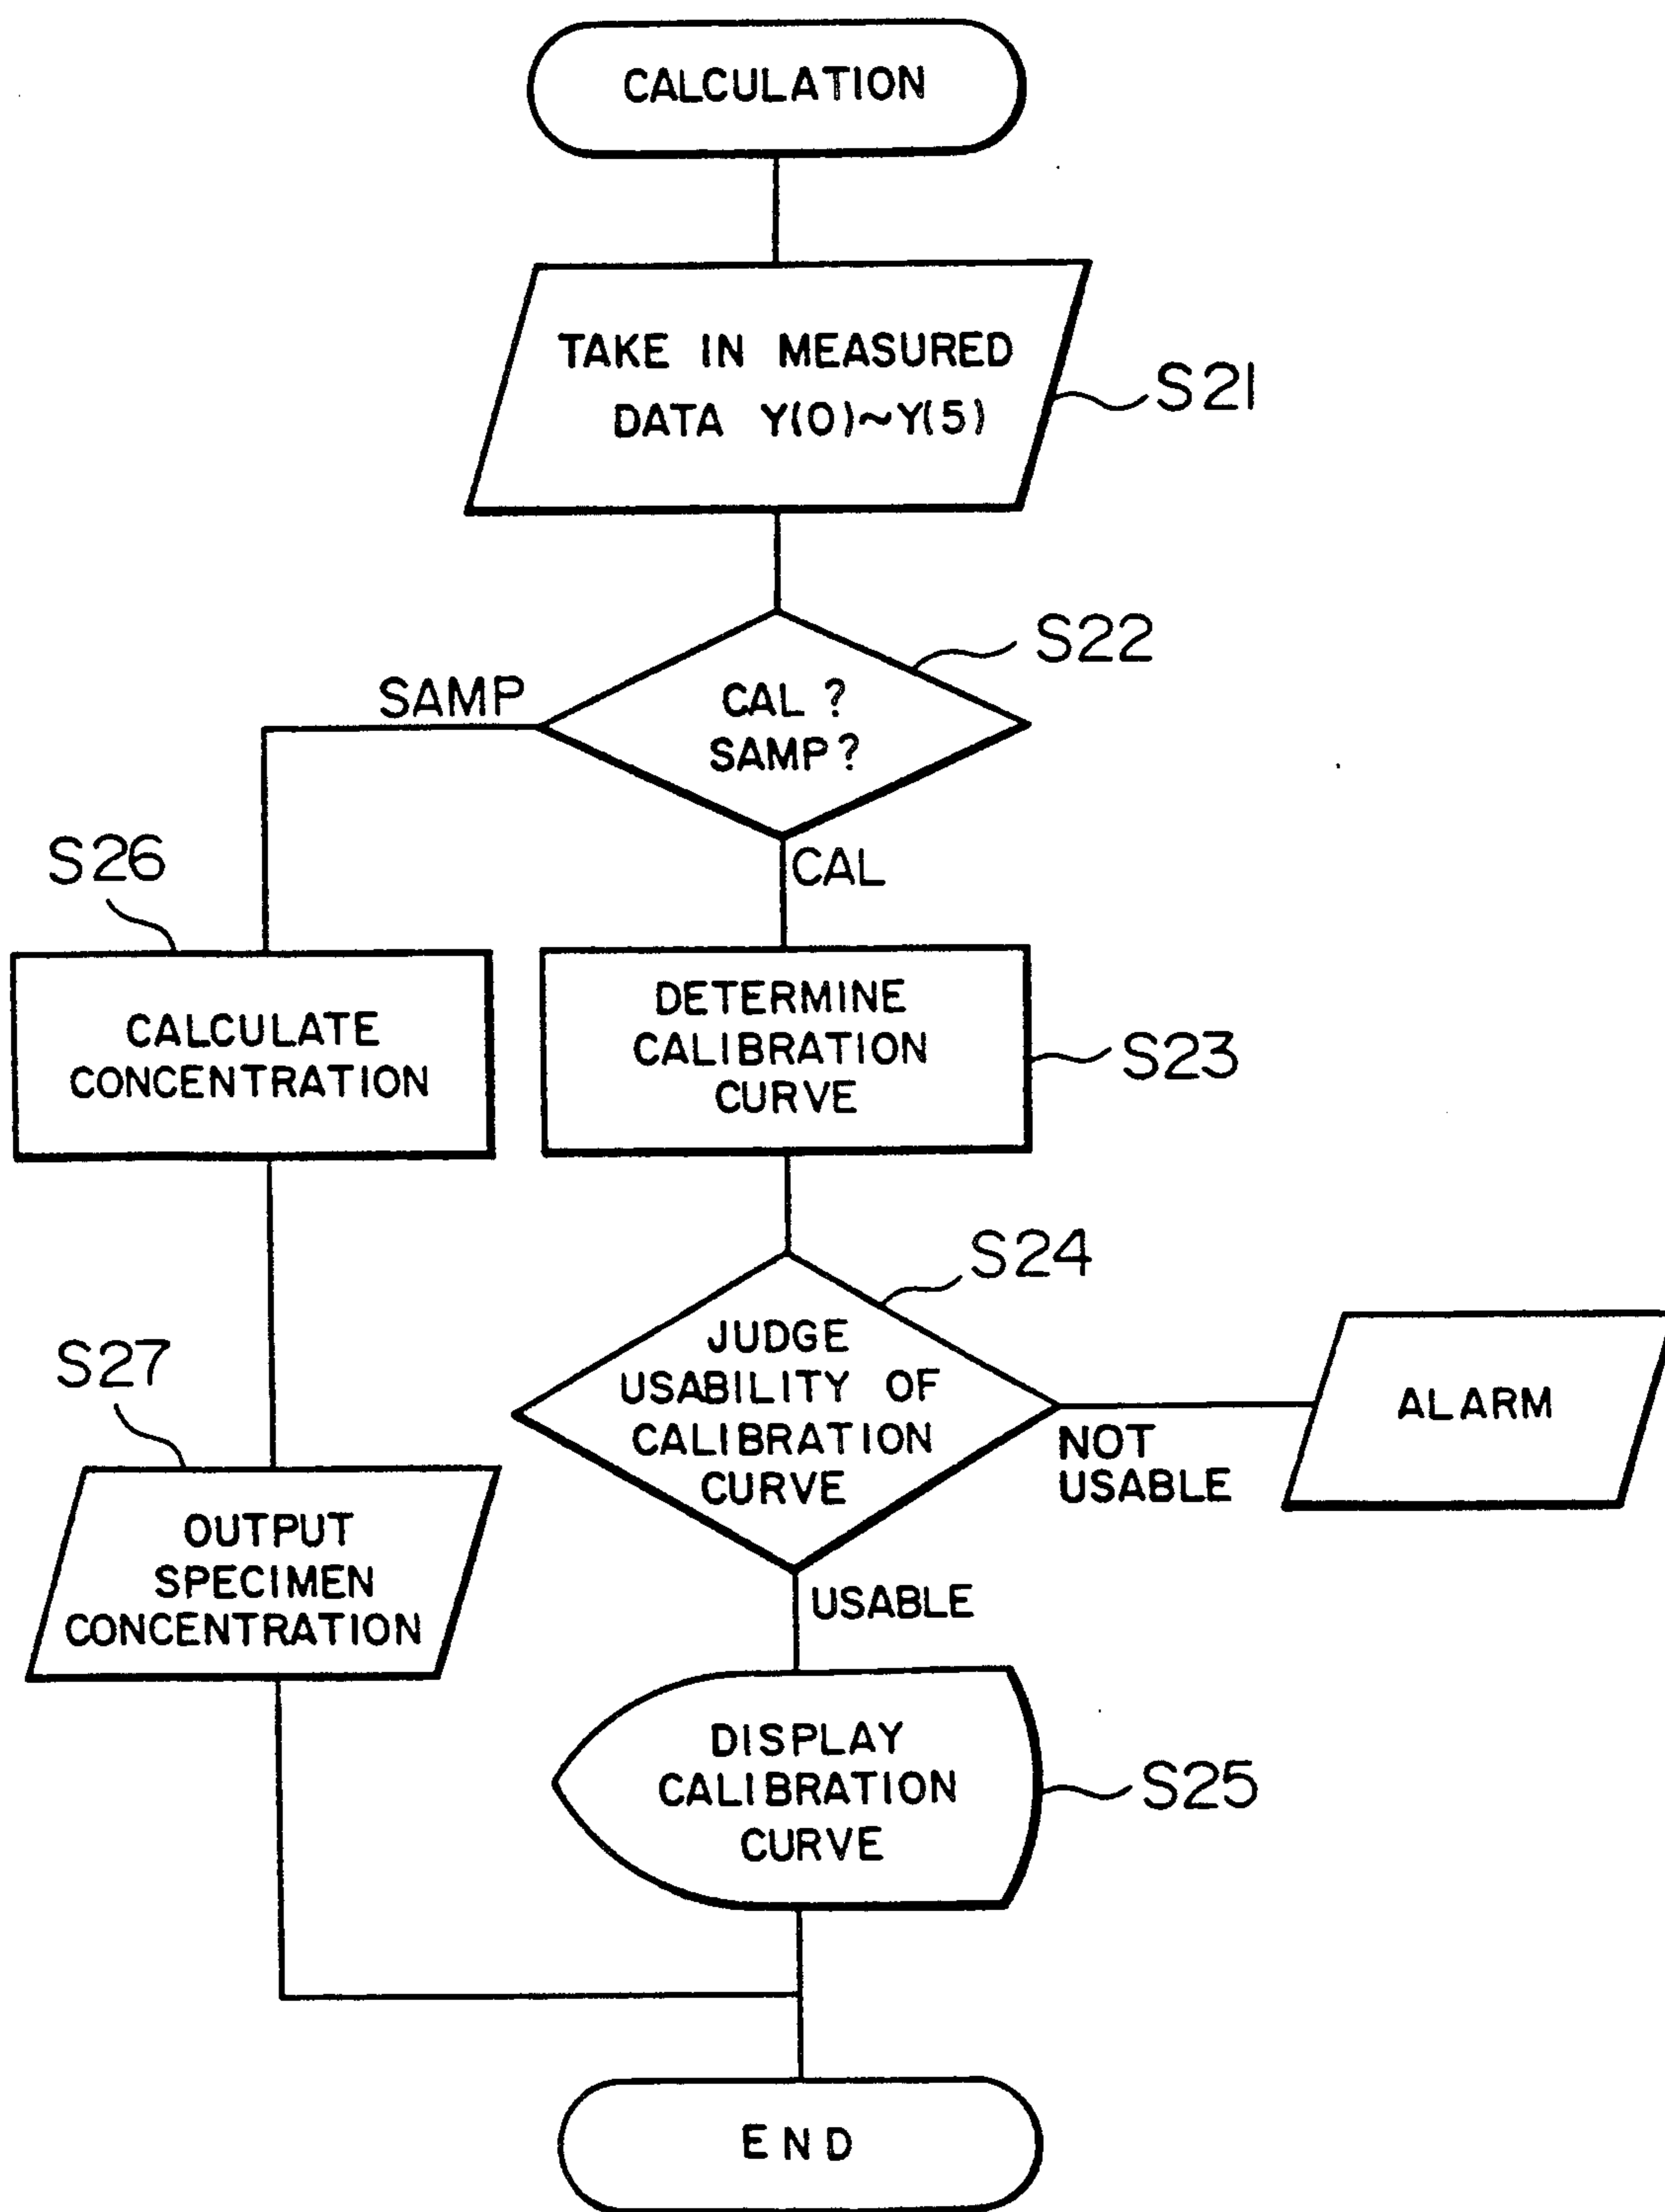 CALCULATION
TAKE IN MEASURED
DATA Y(0)~Y(5)
S21
S22
CAL ?
SAMP?
SAMP
CAL
S26
CALCULATE
CONCENTRATION
DETERMINE
CALIBRATION
CURVE
S23
S24
JUDGE
USABILITY OF
CALIBRATION
CURVE
NOT
USABLE
ALARM
S27
OUTPUT
SPECIMEN
CONCENTRATION
USABLE
DISPLAY
CALIBRATION
CURVE
S25
END